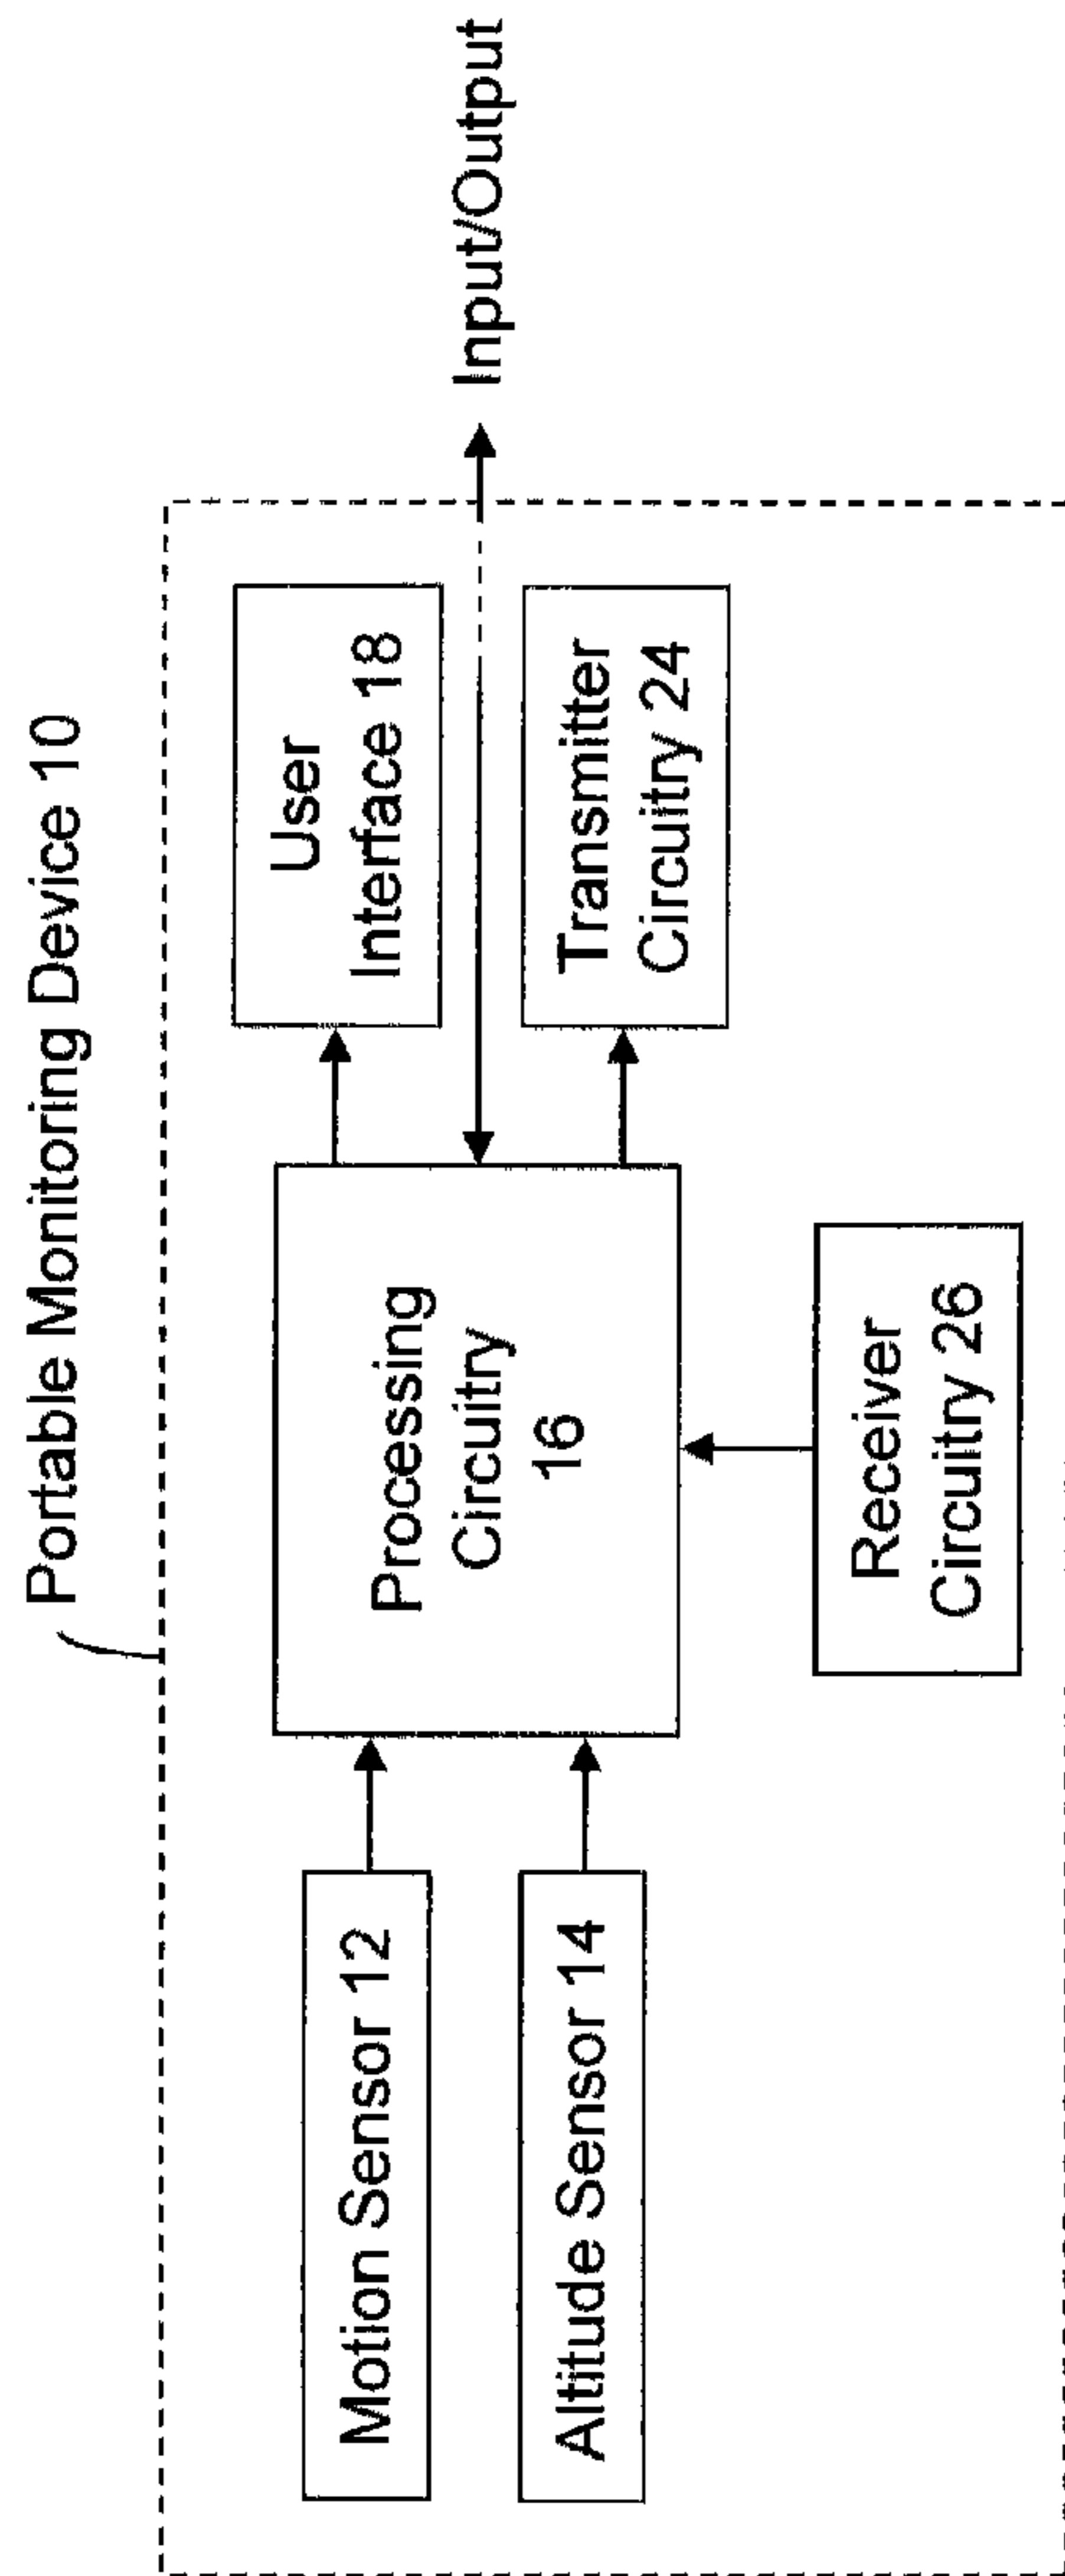 Portable Monitoring Device 10
Motion Sensor 12
Altitude Sensor 14
Processing
Circuitry
16
Receiver
Circuitry 26
User
Interface 18
Transmitter
Circuitry 24
Input/Output